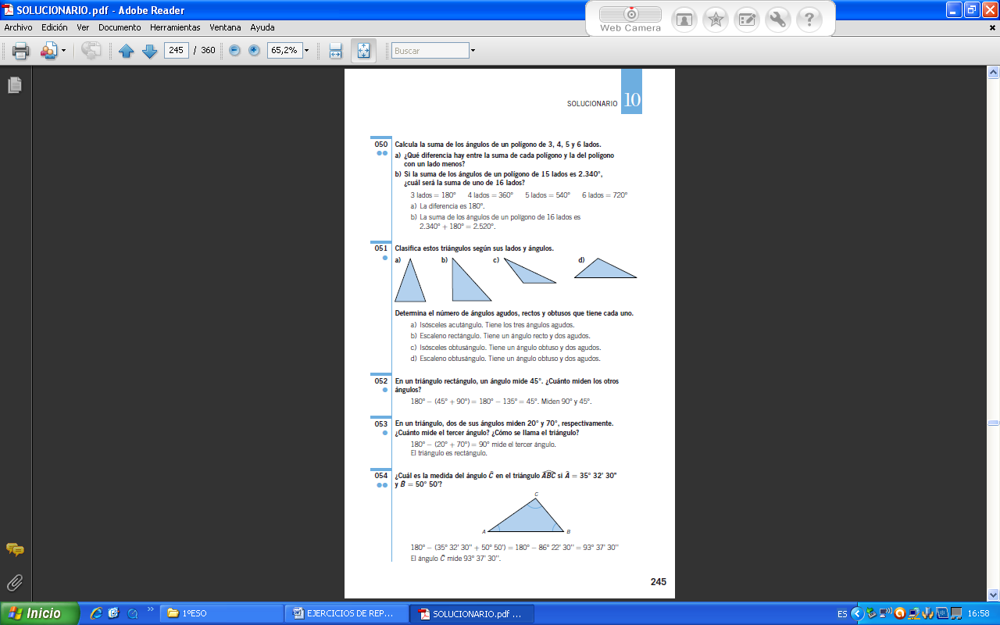 SOLUCIONARIO.pdf - Adobe Reader
Web Camera
Archivo Edición Ver Documento Herramientas Ventana Ayuda
245 / 360 65,2% Buscar
SOLUCIONARIO 10
050 Calcula la suma de los ángulos de un polígono de 3, 4, 5 y 6 lados.
a) ¿Qué diferencia hay entre la suma de cada polígono y la del polígono
con un lado menos?
b) Si la suma de los ángulos de un polígono de 15 lados es 2.340°,
¿cuál será la suma de uno de 16 lados?
3 lados = 180° 4 lados = 360° 5 lados = 540° 6 lados = 720°
a) La diferencia es 180°.
b) La suma de los ángulos de un polígono de 16 lados es
2.340° + 180° = 2.520°.
051 Clasifica estos triángulos según sus lados y ángulos.
a) b) c) d)
Determina el número de ángulos agudos, rectos y obtusos que tiene cada uno.
a) Isósceles acutángulo. Tiene los tres ángulos agudos.
b) Escaleno rectángulo. Tiene un ángulo recto y dos agudos.
c) Isósceles obtusángulo. Tiene un ángulo obtuso y dos agudos.
d) Escaleno obtusángulo. Tiene un ángulo obtuso y dos agudos.
052 En un triángulo rectángulo, un ángulo mide 45°. ¿Cuánto miden los otros
ángulos?
180° − (45° + 90°) = 180° − 135° = 45°. Miden 90° y 45°.
053 En un triángulo, dos de sus ángulos miden 20° y 70°, respectivamente.
¿Cuánto mide el tercer ángulo? ¿Cómo se llama el triángulo?
180° − (20° + 70°) = 90° mide el tercer ángulo.
El triángulo es rectángulo.
054 ¿Cuál es la medida del ángulo Ĉ en el triángulo ABC si Â = 35° 32' 30"
y B̂ = 50° 50'?
C
A B
180° − (35° 32' 30'' + 50° 50') = 180° − 86° 22' 30'' = 93° 37' 30''
El ángulo Ĉ mide 93° 37' 30''.
245
Inicio 1ºESO EJERCICIOS DE REP... SOLUCIONARIO.pdf ... ES 16:58